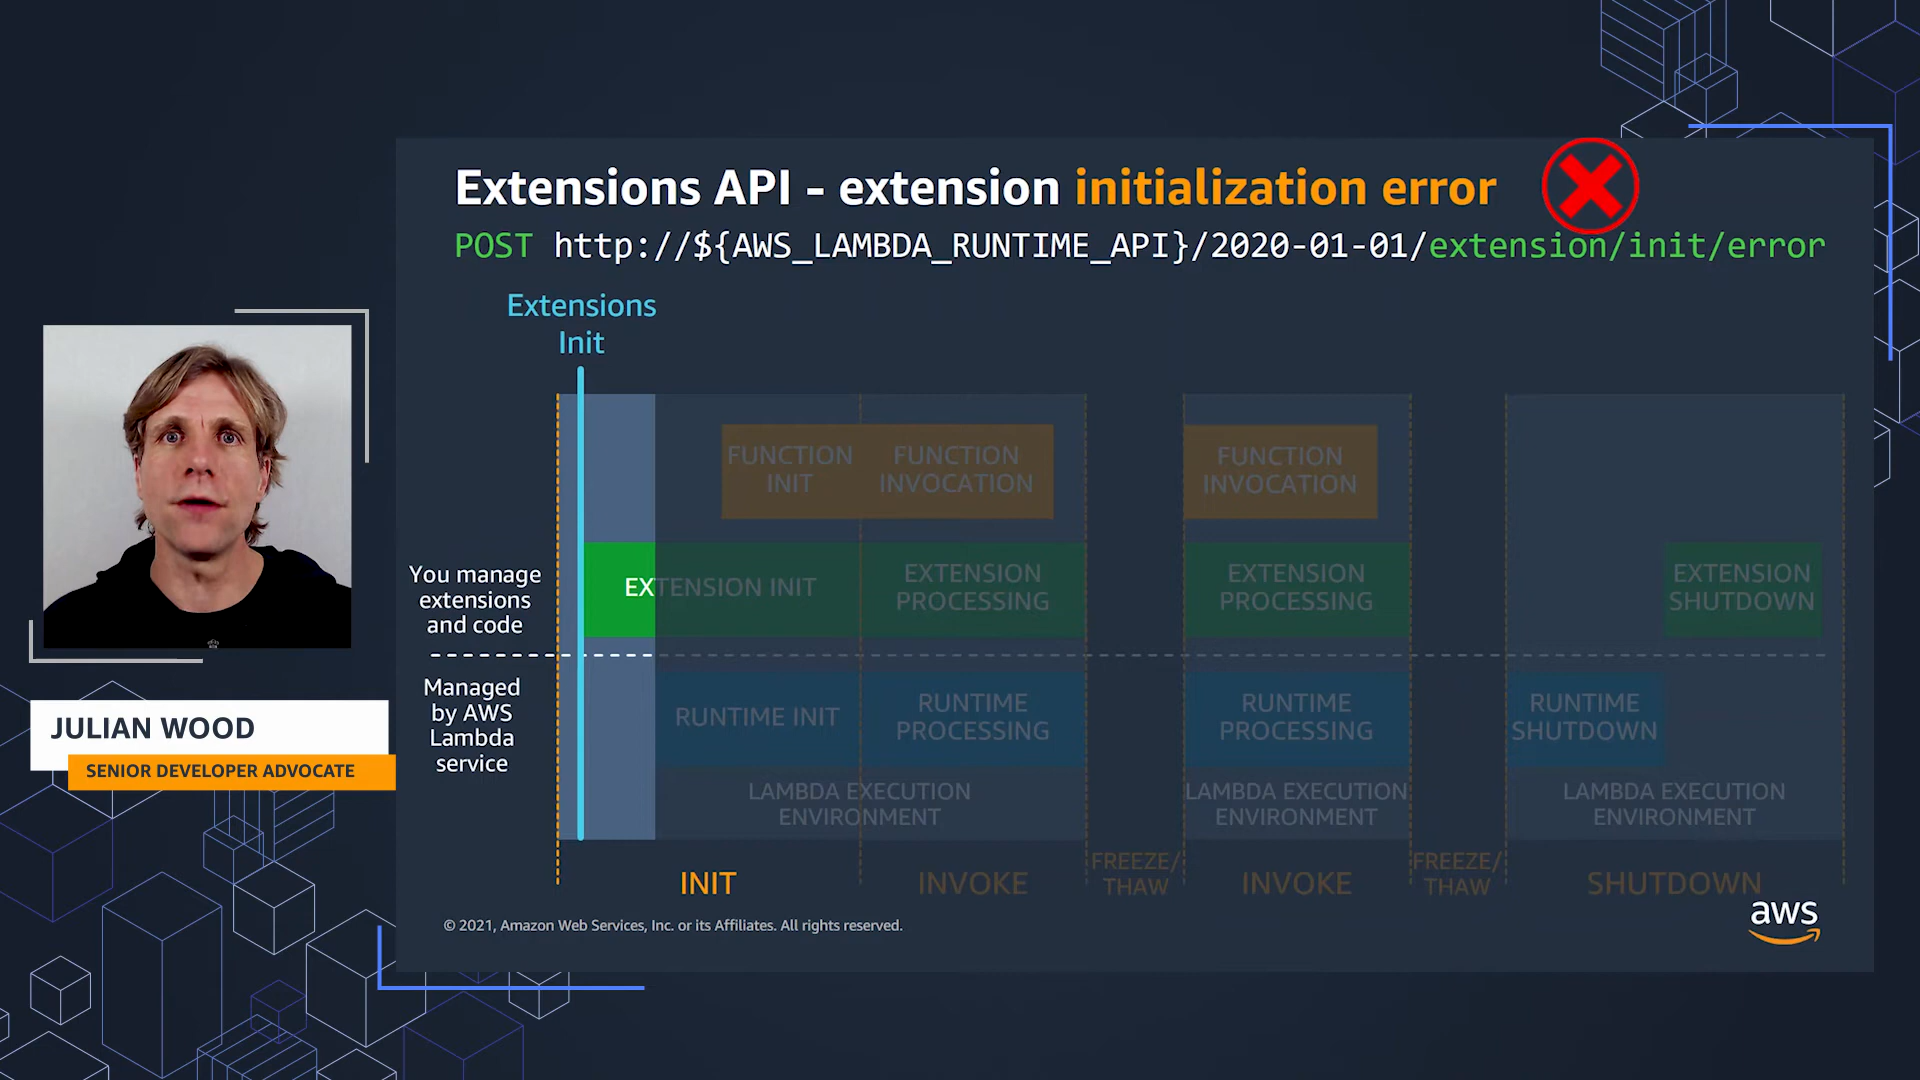 Extensions API - extension initialization error
POST http://${AWS_LAMBDA_RUNTIME_API}/2020-01-01/extension/init/error
Extensions
Init
FUNCTION
INIT
FUNCTION
INVOCATION
FUNCTION
INVOCATION
You manage
extensions
and code
EXTENSION INIT
EXTENSION
PROCESSING
EXTENSION
PROCESSING
EXTENSION
SHUTDOWN
Managed
by AWS
Lambda
service
RUNTIME INIT
RUNTIME
PROCESSING
RUNTIME
PROCESSING
RUNTIME
SHUTDOWN
LAMBDA EXECUTION
ENVIRONMENT
LAMBDA EXECUTION
ENVIRONMENT
LAMBDA EXECUTION
ENVIRONMENT
INIT
INVOKE
FREEZE/
THAW
INVOKE
FREEZE/
THAW
SHUTDOWN
© 2021, Amazon Web Services, Inc. or its Affiliates. All rights reserved.
aws
JULIAN WOOD
SENIOR DEVELOPER ADVOCATE